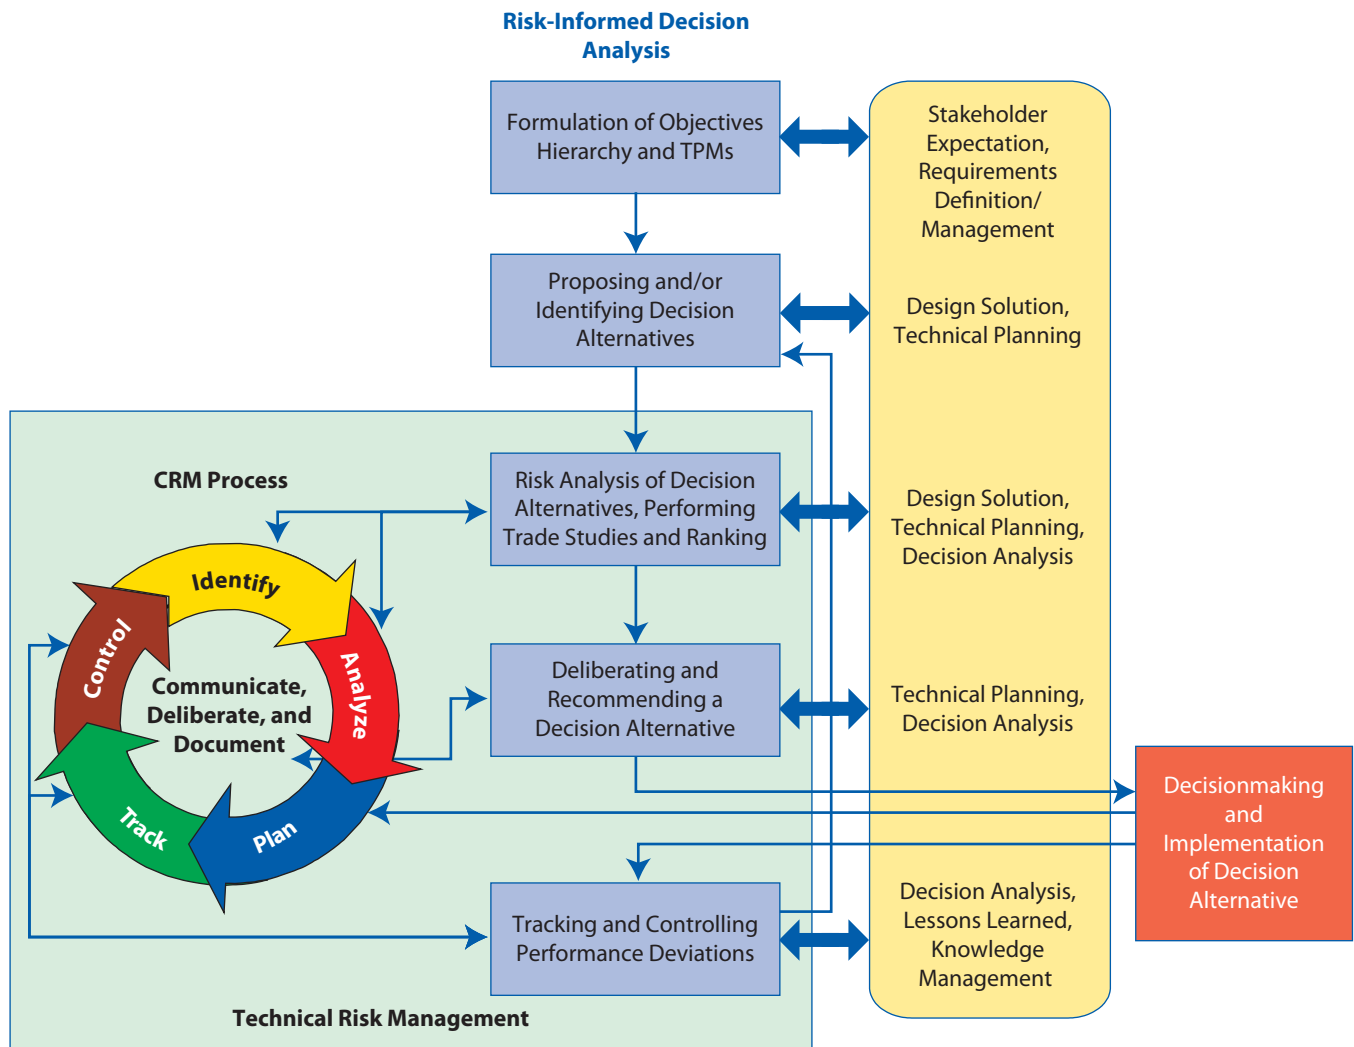 Risk-Informed Decision
Analysis
Formulation of Objectives
Hierarchy and TPMs
Stakeholder
Expectation,
Requirements
Definition/
Management
Proposing and/or
Identifying Decision
Alternatives
Design Solution,
Technical Planning
CRM Process
Risk Analysis of Decision
Alternatives, Performing
Trade Studies and Ranking
Design Solution,
Technical Planning,
Decision Analysis
Identify
Analyze
Plan
Track
Control
Communicate,
Deliberate, and
Document
Deliberating and
Recommending a
Decision Alternative
Technical Planning,
Decision Analysis
Decisionmaking
and
Implementation
of Decision
Alternative
Tracking and Controlling
Performance Deviations
Decision Analysis,
Lessons Learned,
Knowledge
Management
Technical Risk Management